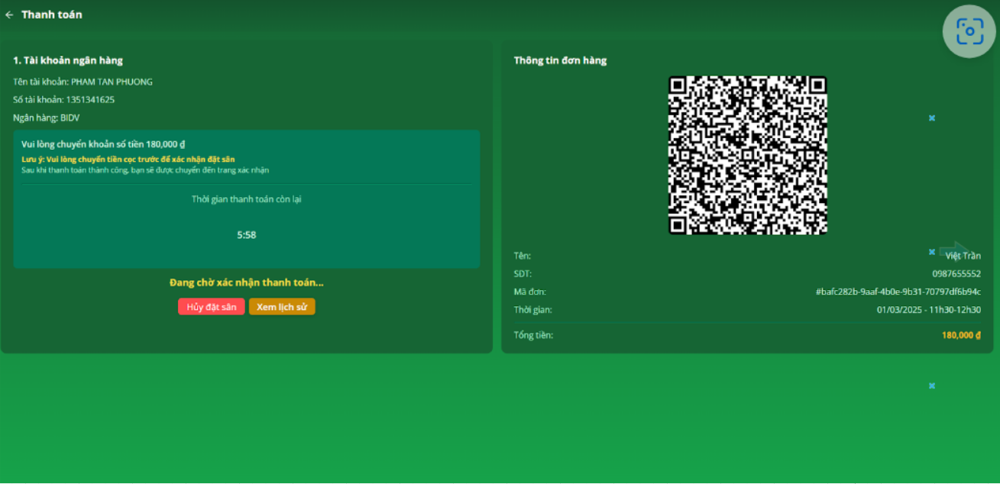 Thanh toán
1. Tài khoản ngân hàng
Tên tài khoản: PHAM TAN PHUONG
Số tài khoản: 1351341625
Ngân hàng: BIDV
Vui lòng chuyển khoản số tiền 180,000 ₫
Lưu ý: Vui lòng chuyển tiền cọc trước để xác nhận đặt sân
Sau khi thanh toán thành công, bạn sẽ được chuyển đến trang xác nhận
Thời gian thanh toán còn lại
5:58
Đang chờ xác nhận thanh toán...
Hủy đặt sân
Xem lịch sử
Thông tin đơn hàng
Tên: Việt Trần
SĐT: 0987655552
Mã đơn: #bafc282b-9aaf-4b0e-9b31-70797df6b94c
Thời gian: 01/03/2025 - 11h30-12h30
Tổng tiền: 180,000 ₫